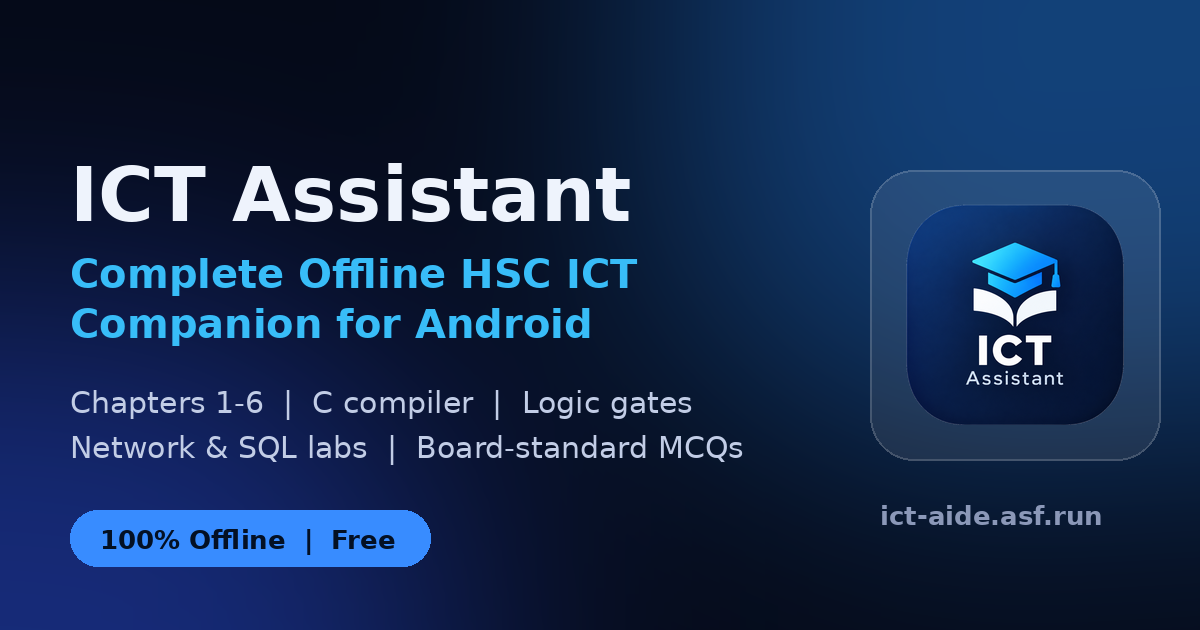 ICT Assistant
Complete Offline HSC ICT
Companion for Android
Chapters 1-6 | C compiler | Logic gates
Network & SQL labs | Board-standard MCQs
100% Offline | Free
ICT
Assistant
ict-aide.asf.run